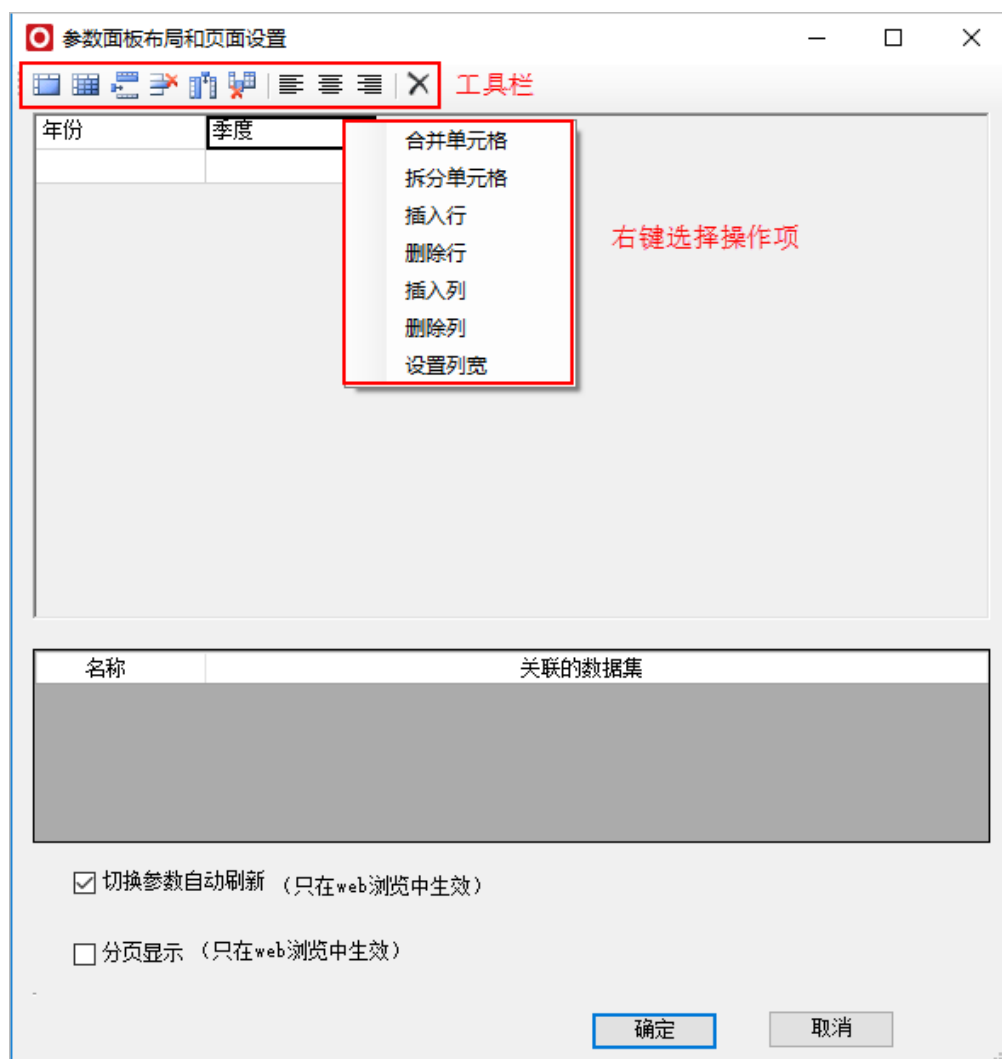 参数面板布局和页面设置
工具栏
年份 季度
合并单元格
拆分单元格
插入行
删除行
插入列
删除列
设置列宽
右键选择操作项
名称 关联的数据集
切换参数自动刷新 (只在web浏览中生效)
分页显示 (只在web浏览中生效)
确定 取消